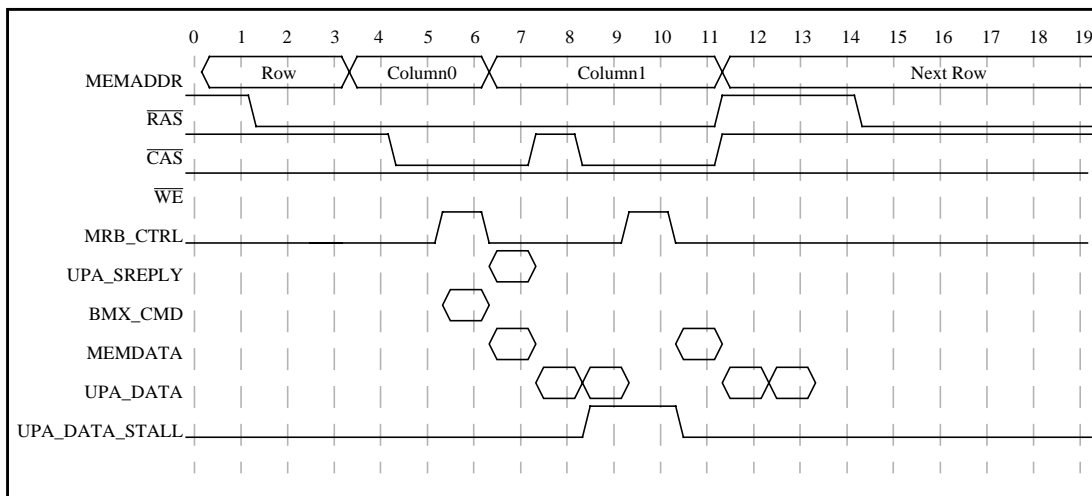 0 1 2 3 4 5 6 7 8 9 10 11 12 13 14 15 16 17 18 19
MEMADDR Row Column0 Column1 Next Row
RAS
CAS
WE
MRB_CTRL
UPA_SREPLY
BMX_CMD
MEMDATA
UPA_DATA
UPA_DATA_STALL